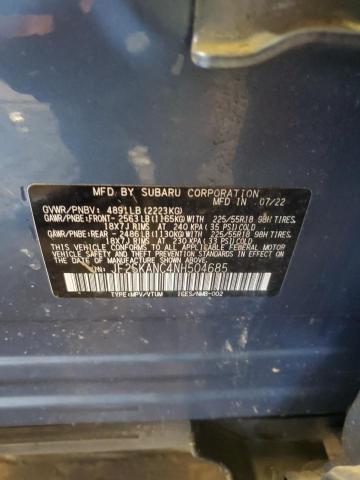 MFD BY SUBARU CORPORATION
MFD IN 07/22
GVWR/PNBV: 4891LB(2223KG)
GAWR/PNBE:FRONT- 2563LB(1165KG)WITH 225/55R18 98H TIRES,
18X7J RIMS AT 240 KPA(35 PSI)COLD
GAWR/PNBE:REAR - 2486LB(1130KG)WITH 225/55R18 98H TIRES,
18X7J RIMS AT 230 KPA(33 PSI)COLD
THIS VEHICLE CONFORMS TO ALL APPLICABLE U.S. FEDERAL MOTOR
VEHICLE SAFETY AND THEFT PREVENTION STANDARDS IN EFFECT
ON THE DATE OF MANUFACTURE SHOWN ABOVE.
JF2SKANC4NH504685
TYPE:MPV/VTUM ICES/NMB-002